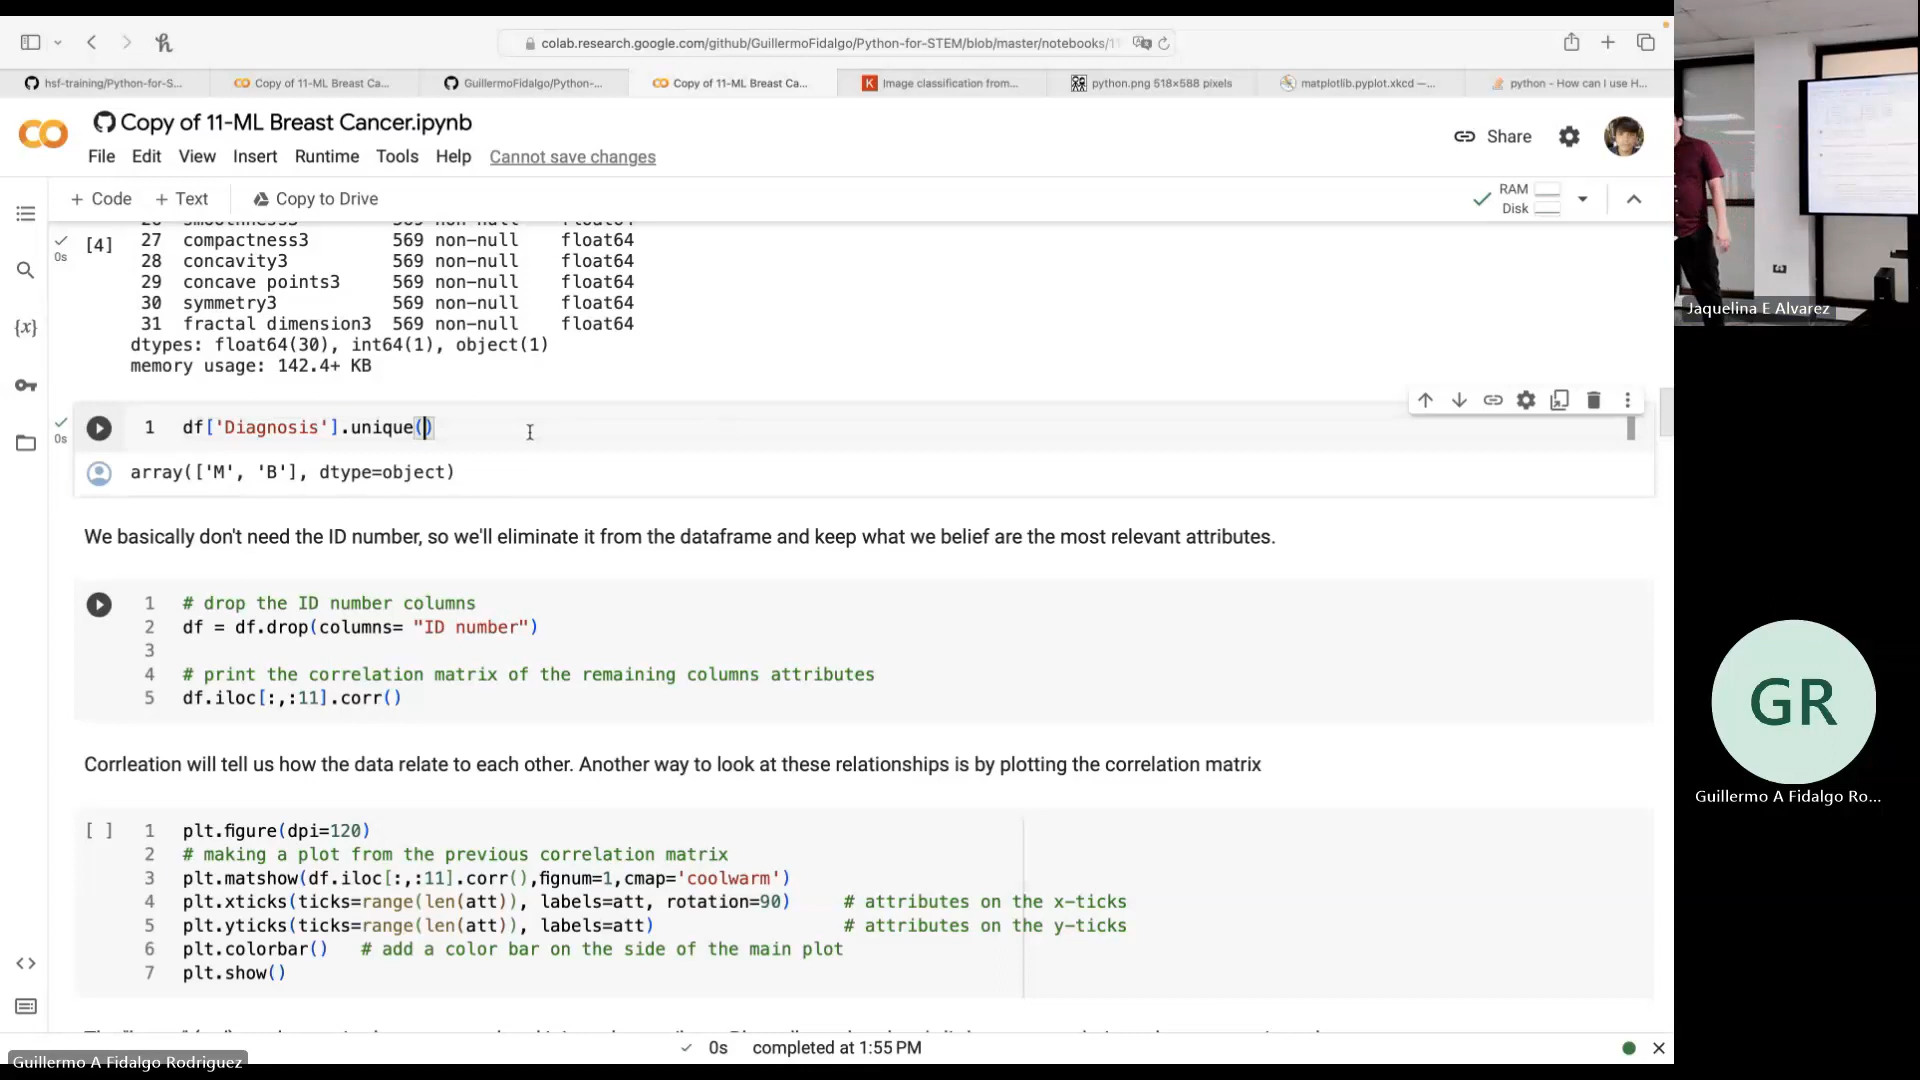 colab.research.google.com/github/GuillermoFidalgo/Python-for-STEM/blob/master/notebooks/1
hsf-training/Python-for-S...
Copy of 11-ML Breast Ca...
GuillermoFidalgo/Python-...
Copy of 11-ML Breast Ca...
Image classification from...
python.png 518×588 pixels
matplotlib.pyplot.xkcd —...
python - How can I use H...
Copy of 11-ML Breast Cancer.ipynb
Share
File Edit View Insert Runtime Tools Help Cannot save changes
+ Code + Text Copy to Drive
RAM
Disk
[4]
0s
27 compactness3 569 non-null float64
28 concavity3 569 non-null float64
29 concave points3 569 non-null float64
30 symmetry3 569 non-null float64
31 fractal dimension3 569 non-null float64
dtypes: float64(30), int64(1), object(1)
memory usage: 142.4+ KB
0s
1 df['Diagnosis'].unique()
array(['M', 'B'], dtype=object)
We basically don't need the ID number, so we'll eliminate it from the dataframe and keep what we belief are the most relevant attributes.
1 # drop the ID number columns
2 df = df.drop(columns= "ID number")
3
4 # print the correlation matrix of the remaining columns attributes
5 df.iloc[:,:11].corr()
Corrleation will tell us how the data relate to each other. Another way to look at these relationships is by plotting the correlation matrix
[ ]
1 plt.figure(dpi=120)
2 # making a plot from the previous correlation matrix
3 plt.matshow(df.iloc[:,:11].corr(),fignum=1,cmap='coolwarm')
4 plt.xticks(ticks=range(len(att)), labels=att, rotation=90) # attributes on the x-ticks
5 plt.yticks(ticks=range(len(att)), labels=att) # attributes on the y-ticks
6 plt.colorbar() # add a color bar on the side of the main plot
7 plt.show()
0s completed at 1:55 PM
Guillermo A Fidalgo Rodriguez
Jaquelina E Alvarez
GR
Guillermo A Fidalgo Ro...